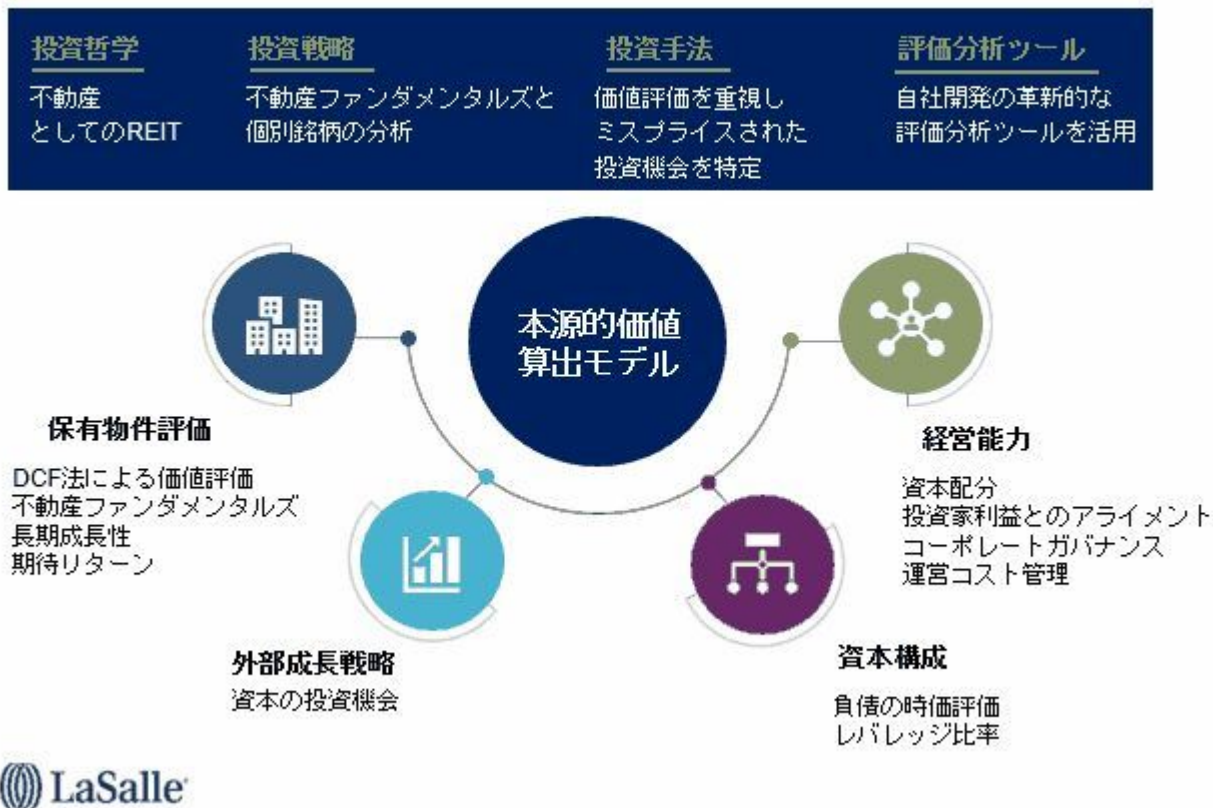 投資哲学
不動産
としてのREIT
投資戦略
不動産ファンダメンタルズと
個別銘柄の分析
投資手法
価値評価を重視し
ミスプライスされた
投資機会を特定
評価分析ツール
自社開発の革新的な
評価分析ツールを活用
本源的価値
算出モデル
保有物件評価
DCF法による価値評価
不動産ファンダメンタルズ
長期成長性
期待リターン
外部成長戦略
資本の投資機会
資本構成
負債の時価評価
レバレッジ比率
経営能力
資本配分
投資家利益とのアライメント
コーポレートガバナンス
運営コスト管理
LaSalle